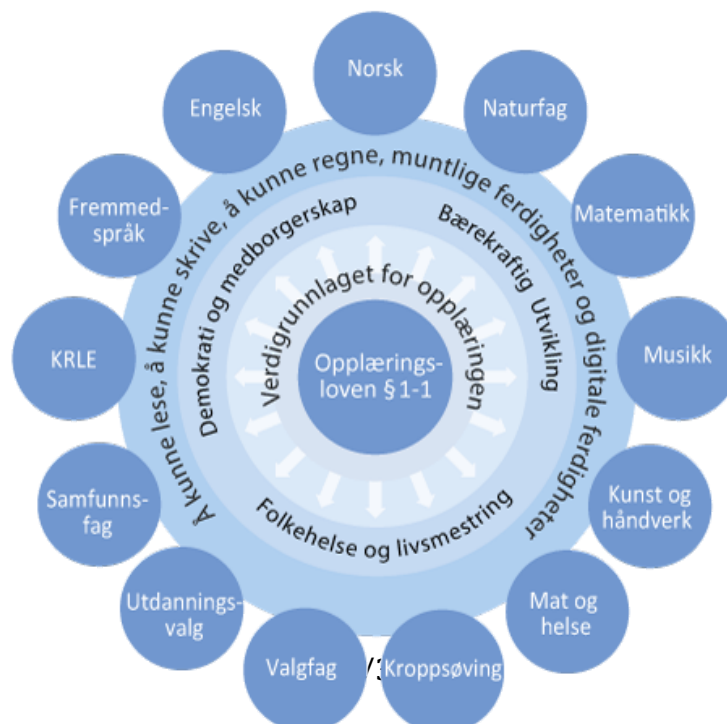 Norsk
Engelsk
Naturfag
Fremmed-
språk
Matematikk
KRLE
Musikk
Samfunns-
fag
Kunst og
håndverk
Utdannings-
valg
Mat og
helse
Valgfag
Kroppsøving
Å kunne lese, å kunne skrive, å kunne regne, muntlige ferdigheter og digitale ferdigheter
Demokrati og medborgerskap
Bærekraftig Utvikling
Folkehelse og livsmestring
Verdigrunnlaget for opplæringen
Opplærings-
loven § 1-1